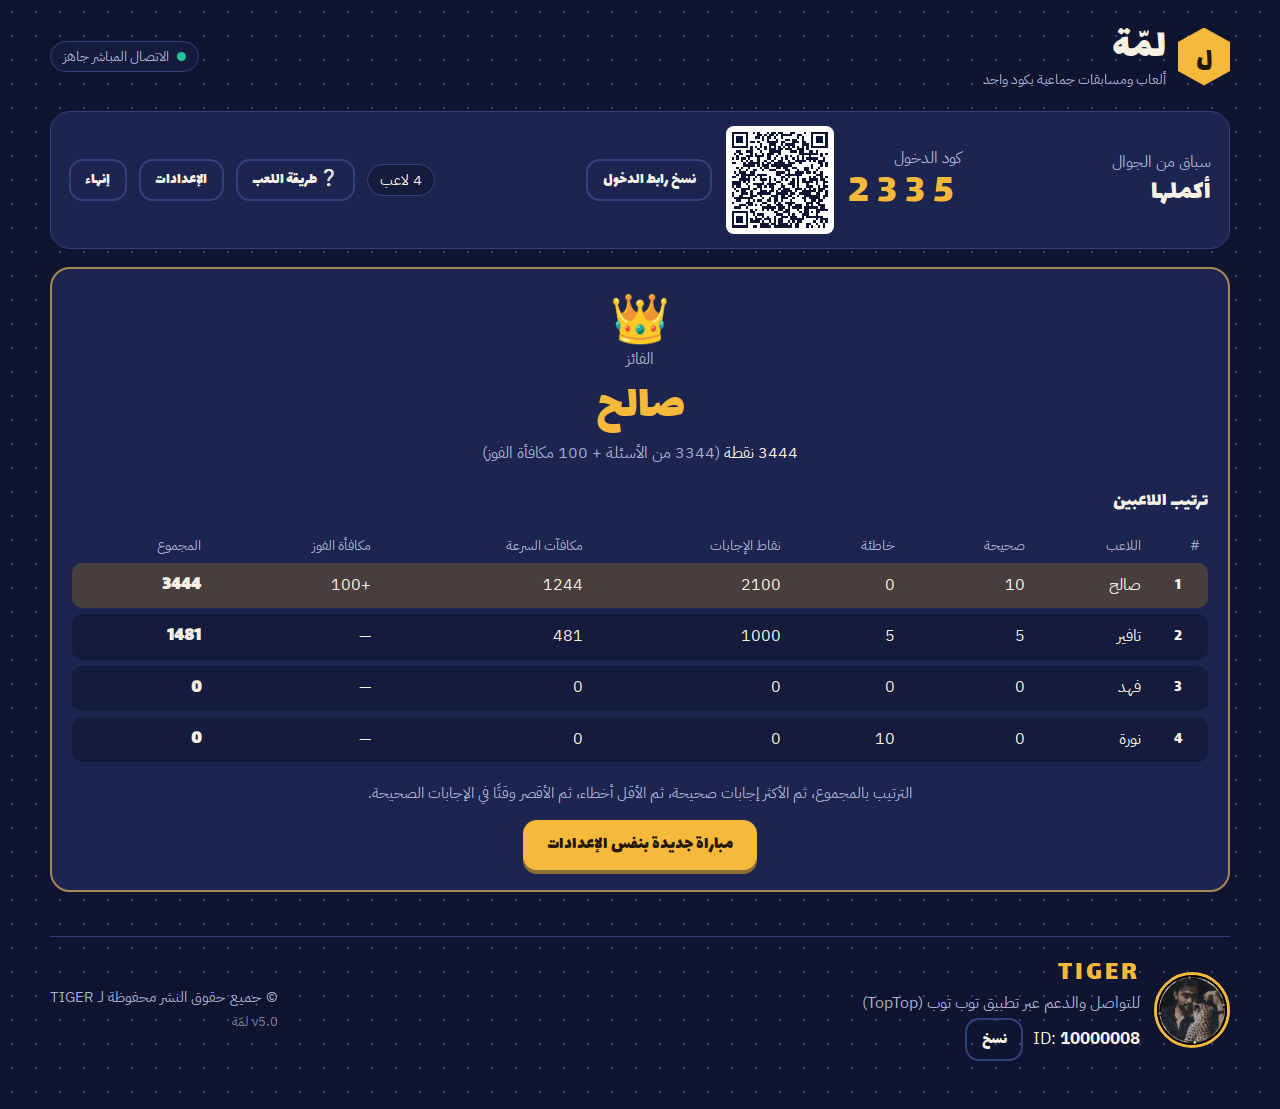 ل
لمّة
ألعاب ومسابقات جماعية بكود واحد
الاتصال المباشر جاهز
سباق من الجوال
أكملها
كود الدخول
2335
نسخ رابط الدخول
4 لاعب
❔ طريقة اللعب
الإعدادات
إنهاء
الفائز
صالح
3444 نقطة (3344 من الأسئلة + 100 مكافأة الفوز)
ترتيب اللاعبين
# اللاعب صحيحة خاطئة نقاط الإجابات مكافآت السرعة مكافأة الفوز المجموع
1 صالح 10 0 2100 1244 +100 3444
2 تافير 5 5 1000 481 — 1481
3 فهد 0 0 0 0 — 0
4 نورة 0 10 0 0 — 0
الترتيب بالمجموع، ثم الأكثر إجابات صحيحة، ثم الأقل أخطاء، ثم الأقصر وقتًا في الإجابات الصحيحة.
مباراة جديدة بنفس الإعدادات
TIGER
للتواصل والدعم عبر تطبيق توب توب (TopTop)
ID: 10000008
نسخ
© جميع حقوق النشر محفوظة لـ TIGER
لمّة v5.0